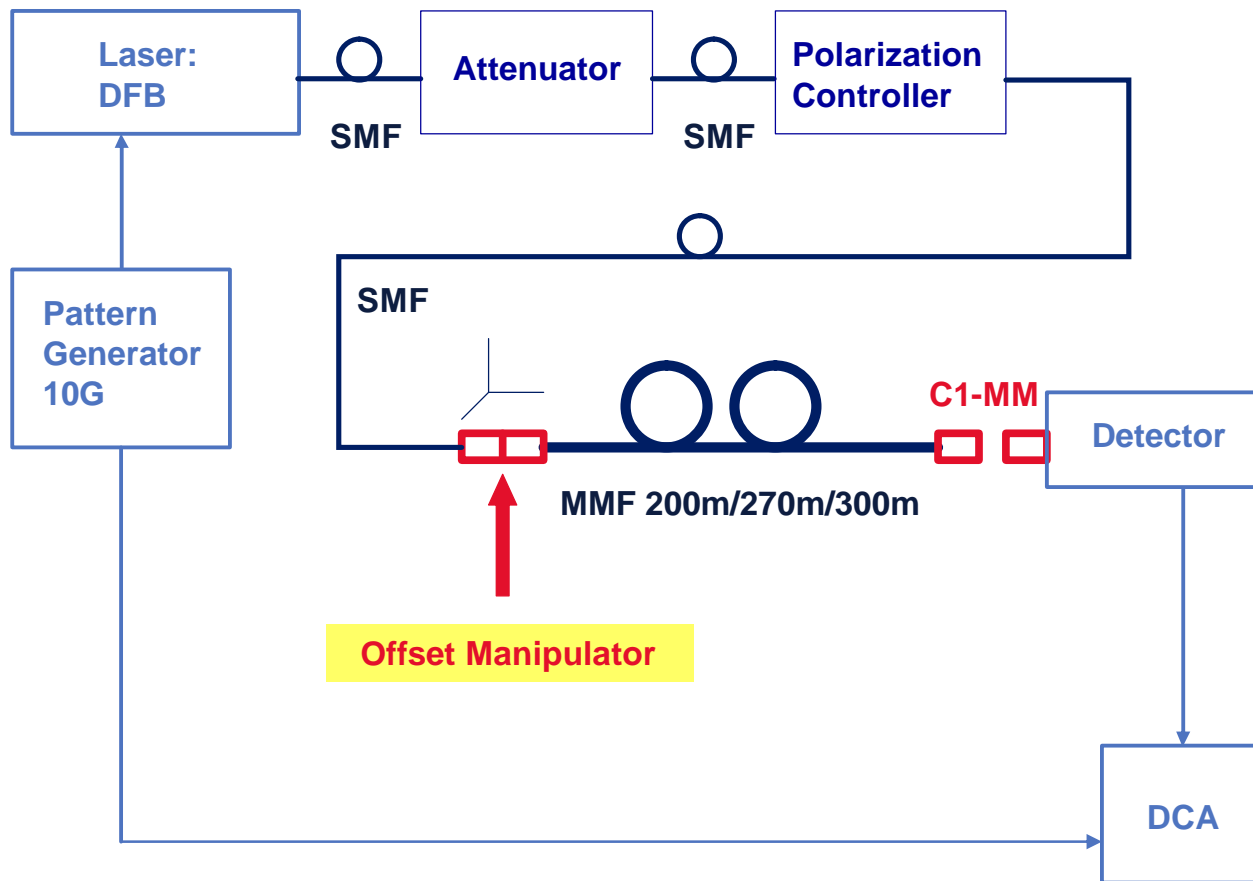 Laser:
DFB
Attenuator
Polarization
Controller
SMF
SMF
Pattern
Generator
10G
SMF
C1-MM
Detector
MMF 200m/270m/300m
Offset Manipulator
DCA